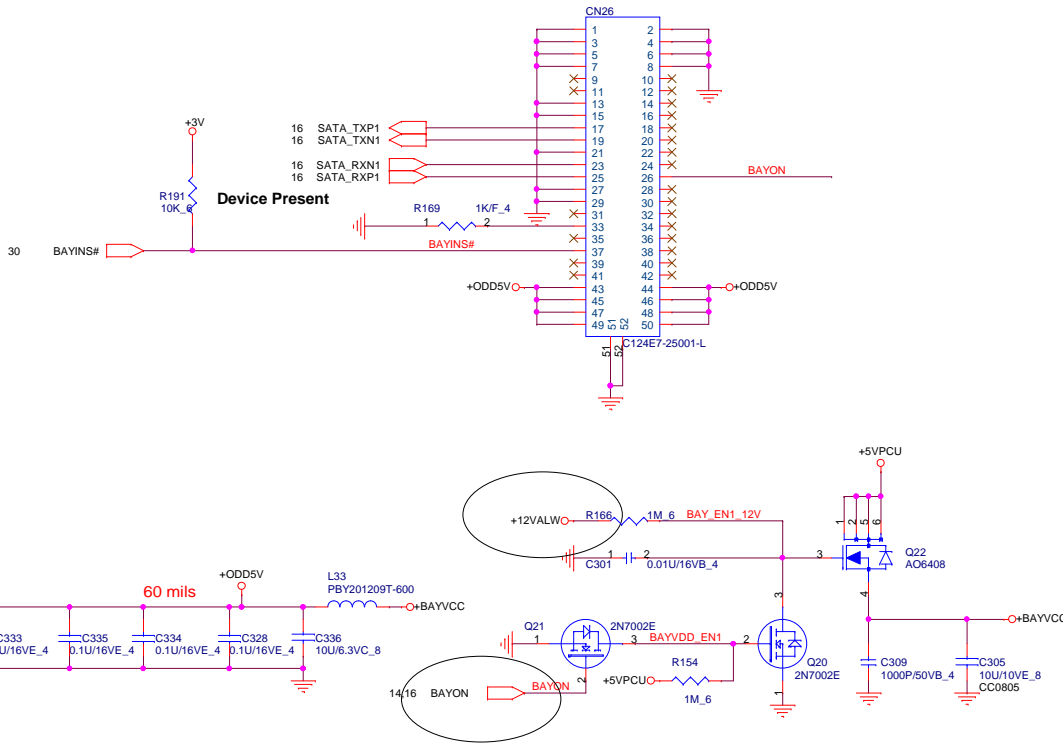 CN26
1 2
3 4
5 6
7 8
9 10
11 12
13 14
15 16
16 SATA_TXP1 17 18
16 SATA_TXN1 19 20
21 22
16 SATA_RXN1 23 24
16 SATA_RXP1 25 26 BAYON
27 28
29 30
31 32
33 34
35 36
37 38
39 40
41 42
+ODD5V 43 44 +ODD5V
45 46
47 48
49 50
51 52
51 52
C124E7-25001-L
+3V
R191
10K_6
Device Present
R169 1K/F_4
1 2
BAYINS#
30 BAYINS#
+5VPCU
+12VALW R166 1M_6 BAY_EN1_12V
1 2 5 6
3
Q22
AO6408
4
C301 1 2 0.01U/16VB_4
+BAYVCC
C309
1000P/50VB_4
C305
10U/10VE_8
CC0805
Q21 2N7002E
1 3
2
BAYVDD_EN1
3
2
1
Q20
2N7002E
+5VPCU R154
1M_6
14,16 BAYON BAYON
60 mils
+ODD5V
L33
PBY201209T-600
+BAYVCC
C333
U/16VE_4
C335
0.1U/16VE_4
C334
0.1U/16VE_4
C328
0.1U/16VE_4
C336
10U/6.3VC_8